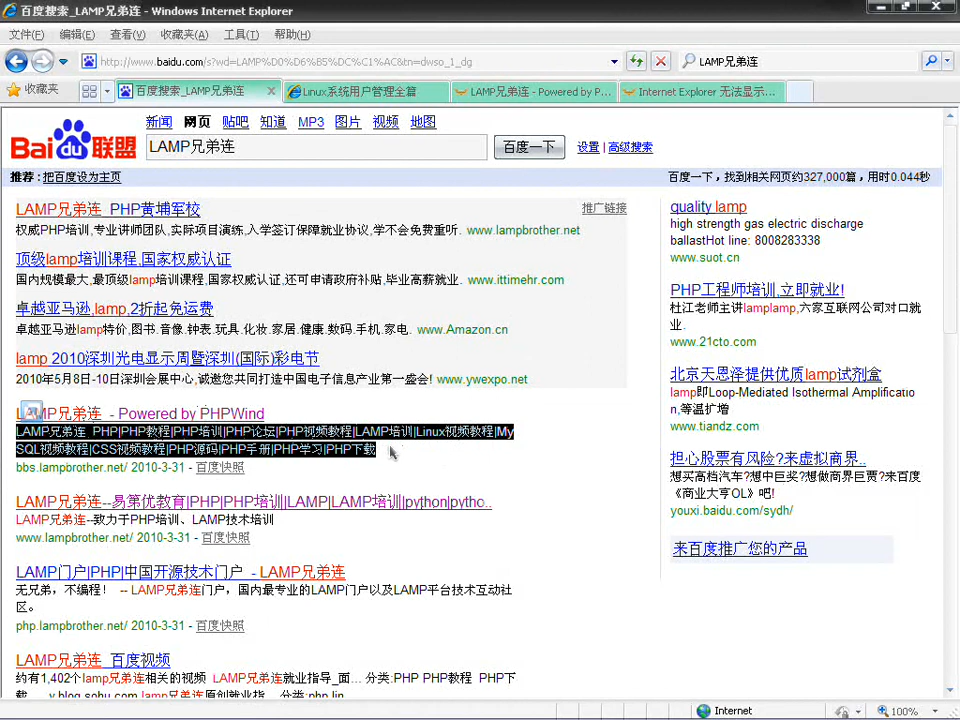 百度搜索_LAMP兄弟连 - Windows Internet Explorer
文件(F) 编辑(E) 查看(V) 收藏夹(A) 工具(T) 帮助(H)
http://www.baidu.com/s?wd=LAMP%D0%D6%B5%DC%C1%AC&tn=dwso_1_dg
LAMP兄弟连
收藏夹
百度搜索_LAMP兄弟连
Linux系统用户管理全篇
LAMP兄弟连 - Powered by P...
Internet Explorer 无法显示...
新闻 网页 贴吧 知道 MP3 图片 视频 地图
Bai 联盟
LAMP兄弟连
百度一下
设置 | 高级搜索
推荐 : 把百度设为主页
百度一下，找到相关网页约327,000篇，用时0.044秒
LAMP兄弟连_PHP黄埔军校
推广链接
权威PHP培训,专业讲师团队,实际项目演练,入学签订保障就业协议,学不会免费重听. www.lampbrother.net
顶级lamp培训课程,国家权威认证
国内规模最大,最顶级lamp培训课程,国家权威认证,还可申请政府补贴,毕业高薪就业. www.ittimehr.com
卓越亚马逊,lamp,2折起免运费
卓越亚马逊lamp特价,图书.音像.钟表.玩具.化妆.家居.健康.数码.手机.家电. www.Amazon.cn
lamp 2010深圳光电显示周暨深圳(国际)彩电节
2010年5月8日-10日深圳会展中心,诚邀您共同打造中国电子信息产业第一盛会! www.ywexpo.net
LAMP兄弟连 - Powered by PHPWind
LAMP兄弟连 PHP|PHP教程|PHP培训|PHP论坛|PHP视频教程|LAMP培训|Linux视频教程|My
SQL视频教程|CSS视频教程|PHP源码|PHP手册|PHP学习|PHP下载
bbs.lampbrother.net/ 2010-3-31 - 百度快照
LAMP兄弟连--易第优教育|PHP|PHP培训|LAMP|LAMP培训|python|pytho..
LAMP兄弟连--致力于PHP培训、LAMP技术培训
www.lampbrother.net/ 2010-3-31 - 百度快照
LAMP门户|PHP|中国开源技术门户 - LAMP兄弟连
无兄弟，不编程！ -- LAMP兄弟连门户，国内最专业的LAMP门户以及LAMP平台技术互动社
区。
php.lampbrother.net/ 2010-3-31 - 百度快照
LAMP兄弟连_百度视频
约有1,402个lamp兄弟连相关的视频 LAMP兄弟连就业指导_面... 分类:PHP PHP教程 PHP下
quality lamp
high strength gas electric discharge
ballastHot line: 8008283338
www.suot.cn
PHP工程师培训,立即就业!
杜江老师主讲lamplamp,六家互联网公司对口就
业.
www.21cto.com
北京天恩泽提供优质lamp试剂盒
lamp即Loop-Mediated Isothermal Amplificatio
n,等温扩增
www.tiandz.com
担心股票有风险?来虚拟商界..
想买高档汽车?想中巨奖?想做商界巨贾?来百度
《商业大亨OL》吧!
youxi.baidu.com/sydh/
来百度推广您的产品
Internet
100%